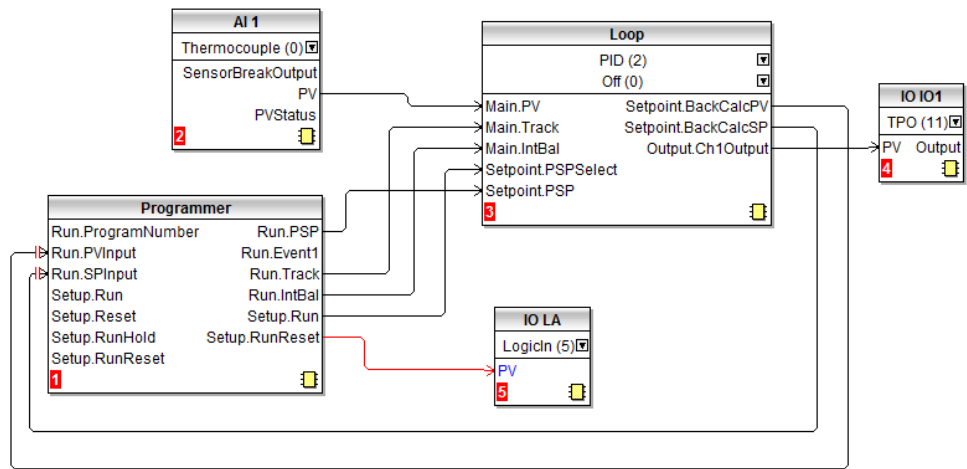 AI 1
Thermocouple (0)
SensorBreakOutput
PV
PVStatus
2
Loop
PID (2)
Off (0)
Main.PV Setpoint.BackCalcPV
Main.Track Setpoint.BackCalcSP
Main.IntBal Output.Ch1Output
Setpoint.PSPSelect
Setpoint.PSP
3
IO IO1
TPO (11)
PV Output
4
Programmer
Run.ProgramNumber Run.PSP
Run.PVInput Run.Event1
Run.SPInput Run.Track
Setup.Run Run.IntBal
Setup.Reset Setup.Run
Setup.RunHold Setup.RunReset
Setup.RunReset
1
IO LA
LogicIn (5)
PV
5